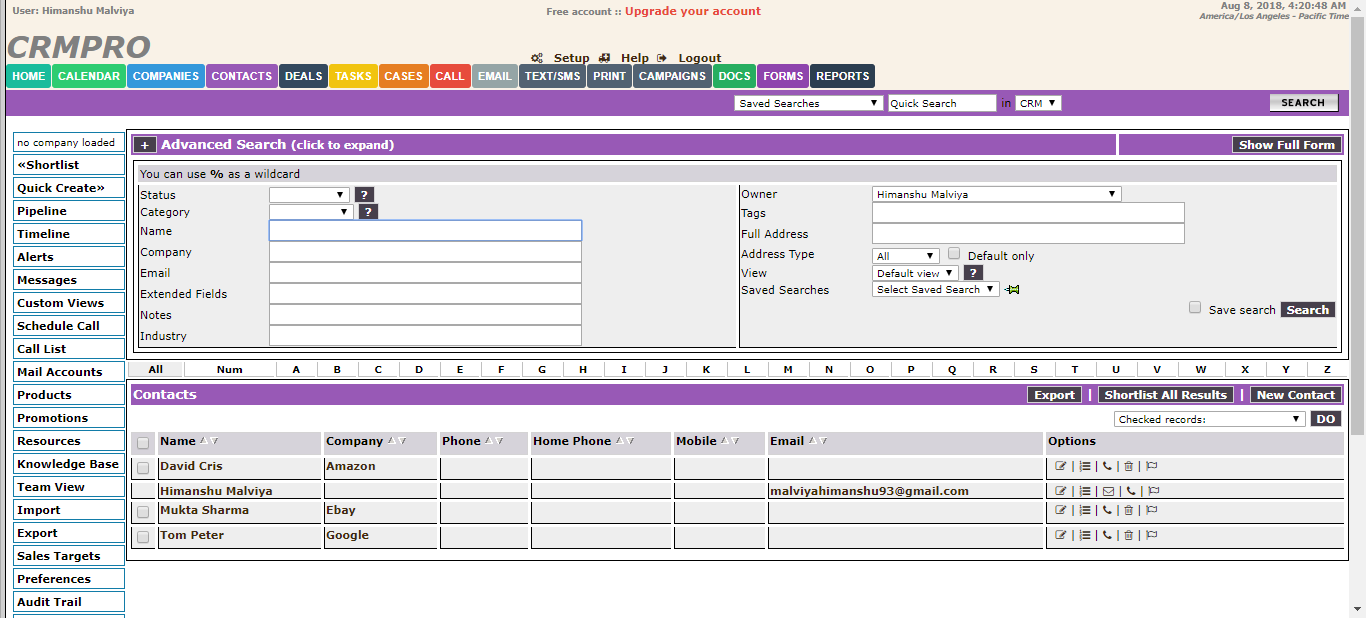 User: Himanshu Malviya
Free account :: Upgrade your account
Aug 8, 2018, 4:20:48 AM
America/Los Angeles - Pacific Time
CRMPRO
Setup Help Logout
HOME CALENDAR COMPANIES CONTACTS DEALS TASKS CASES CALL EMAIL TEXT/SMS PRINT CAMPAIGNS DOCS FORMS REPORTS
Saved Searches Quick Search in CRM SEARCH
no company loaded
«Shortlist
Quick Create»
Pipeline
Timeline
Alerts
Messages
Custom Views
Schedule Call
Call List
Mail Accounts
Products
Promotions
Resources
Knowledge Base
Team View
Import
Export
Sales Targets
Preferences
Audit Trail
+ Advanced Search (click to expand) Show Full Form
You can use % as a wildcard
Status ?
Category ?
Name
Company
Email
Extended Fields
Notes
Industry
Owner Himanshu Malviya
Tags
Full Address
Address Type All Default only
View Default view ?
Saved Searches Select Saved Search
Save search Search
All Num A B C D E F G H I J K L M N O P Q R S T U V W X Y Z
Contacts Export | Shortlist All Results | New Contact
Checked records: DO
Name Company Phone Home Phone Mobile Email Options
David Cris Amazon | | | |
Himanshu Malviya malviyahimanshu93@gmail.com | | | |
Mukta Sharma Ebay | | | |
Tom Peter Google | | | |